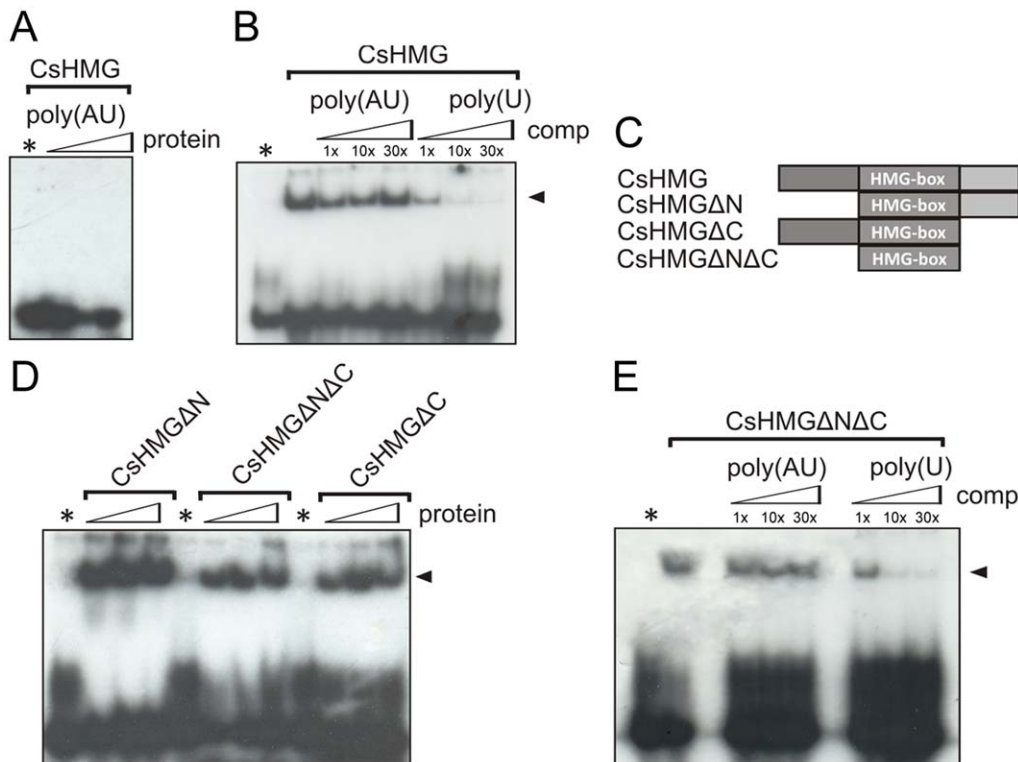 A
CsHMG
poly(AU)
* protein
B
CsHMG
poly(AU) poly(U)
comp
* 1x 10x 30x 1x 10x 30x
C
CsHMG HMG-box
CsHMGΔN HMG-box
CsHMGΔC HMG-box
CsHMGΔNΔC HMG-box
D
CsHMGΔN CsHMGΔNΔC CsHMGΔC
* * * protein
E
CsHMGΔNΔC
poly(AU) poly(U)
comp
* 1x 10x 30x 1x 10x 30x